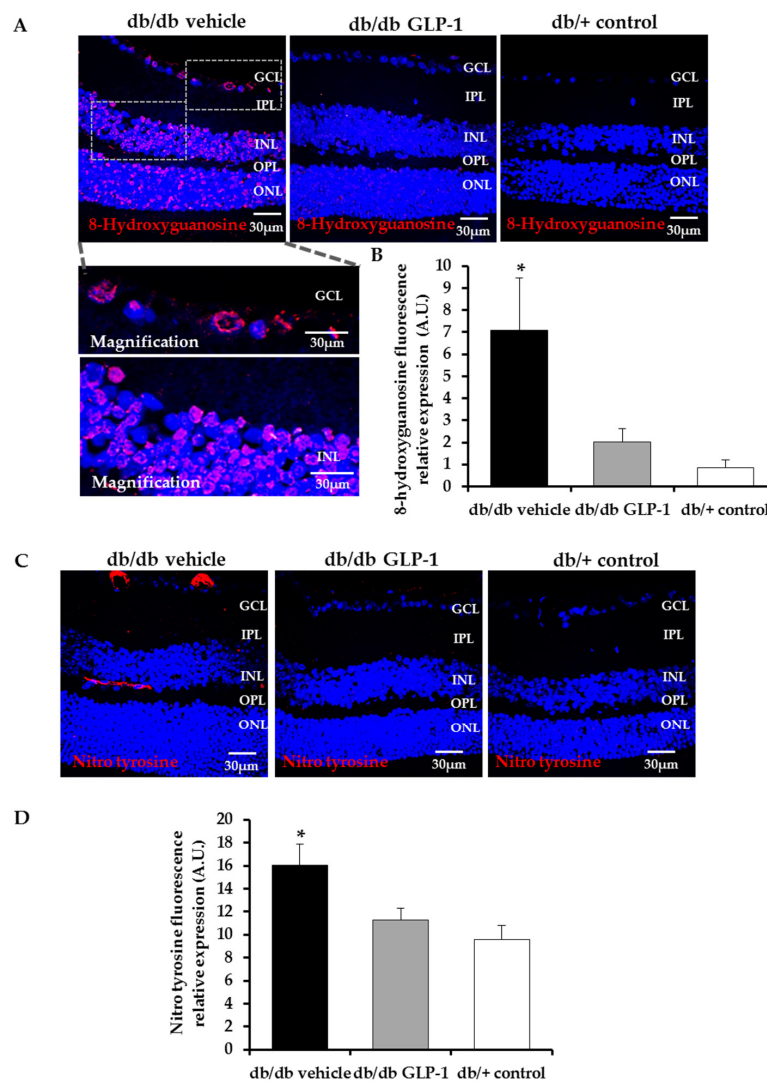 A
db/db vehicle
db/db GLP-1
db/+ control
GCL
IPL
INL
OPL
ONL
30μm
8-Hydroxyguanosine
GCL
IPL
INL
OPL
ONL
30μm
8-Hydroxyguanosine
GCL
IPL
INL
OPL
ONL
30μm
8-Hydroxyguanosine
GCL
30μm
Magnification
INL
30μm
Magnification
B
8-hydroxyguanosine fluorescence
relative expression (A.U.)
10
9
8
7
6
5
4
3
2
1
0
*
db/db vehicle
db/db GLP-1
db/+ control
C
db/db vehicle
db/db GLP-1
db/+ control
GCL
IPL
INL
OPL
ONL
30μm
Nitro tyrosine
GCL
IPL
INL
OPL
ONL
30μm
Nitro tyrosine
GCL
IPL
INL
OPL
ONL
30μm
Nitro tyrosine
D
Nitro tyrosine fluorescence
relative expression (A.U.)
20
18
16
14
12
10
8
6
4
2
0
*
db/db vehicle
db/db GLP-1
db/+ control